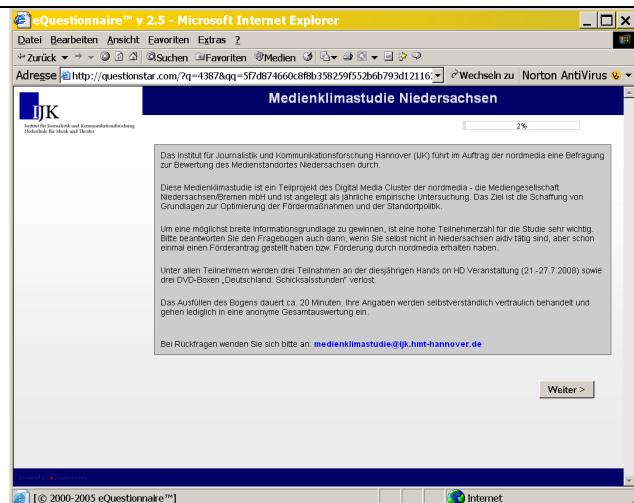 eQuestionnaire™ v 2.5 - Microsoft Internet Explorer
Datei Bearbeiten Ansicht Favoriten Extras ?
Zurück Suchen Favoriten Medien
Adresse http://questionstar.com/?q=4387&qq=5f7d874660c8f8b358259f552b6b793d12116 Wechseln zu Norton AntiVirus
IJK
Institut für Journalistik und Kommunikationsforschung
Hochschule für Musik und Theater
Medienklimastudie Niedersachsen
2%
Das Institut für Journalistik und Kommunikationsforschung Hannover (IJK) führt im Auftrag der nordmedia eine Befragung
zur Bewertung des Medienstandortes Niedersachsen durch.
Diese Medienklimastudie ist ein Teilprojekt des Digital Media Cluster der nordmedia - die Mediengesellschaft
Niedersachsen/Bremen mbH und ist angelegt als jährliche empirische Untersuchung. Das Ziel ist die Schaffung von
Grundlagen zur Optimierung der Fördermaßnahmen und der Standortpolitik.
Um eine möglichst breite Informationsgrundlage zu gewinnen, ist eine hohe Teilnehmerzahl für die Studie sehr wichtig.
Bitte beantworten Sie den Fragebogen auch dann, wenn Sie selbst nicht in Niedersachsen aktiv tätig sind, aber schon
einmal einen Förderantrag gestellt haben bzw. Förderung durch nordmedia erhalten haben.
Unter allen Teilnehmern werden drei Teilnahmen an der diesjährigen Hands on HD Veranstaltung (21.-27.7.2008) sowie
drei DVD-Boxen „Deutschland: Schicksalsstunden" verlost.
Das Ausfüllen des Bogens dauert ca. 20 Minuten. Ihre Angaben werden selbstverständlich vertraulich behandelt und
gehen lediglich in eine anonyme Gesamtauswertung ein.
Bei Rückfragen wenden Sie sich bitte an: medienklimastudie@ijk.hmt-hannover.de
Weiter >
[© 2000-2005 eQuestionnaire™] Internet